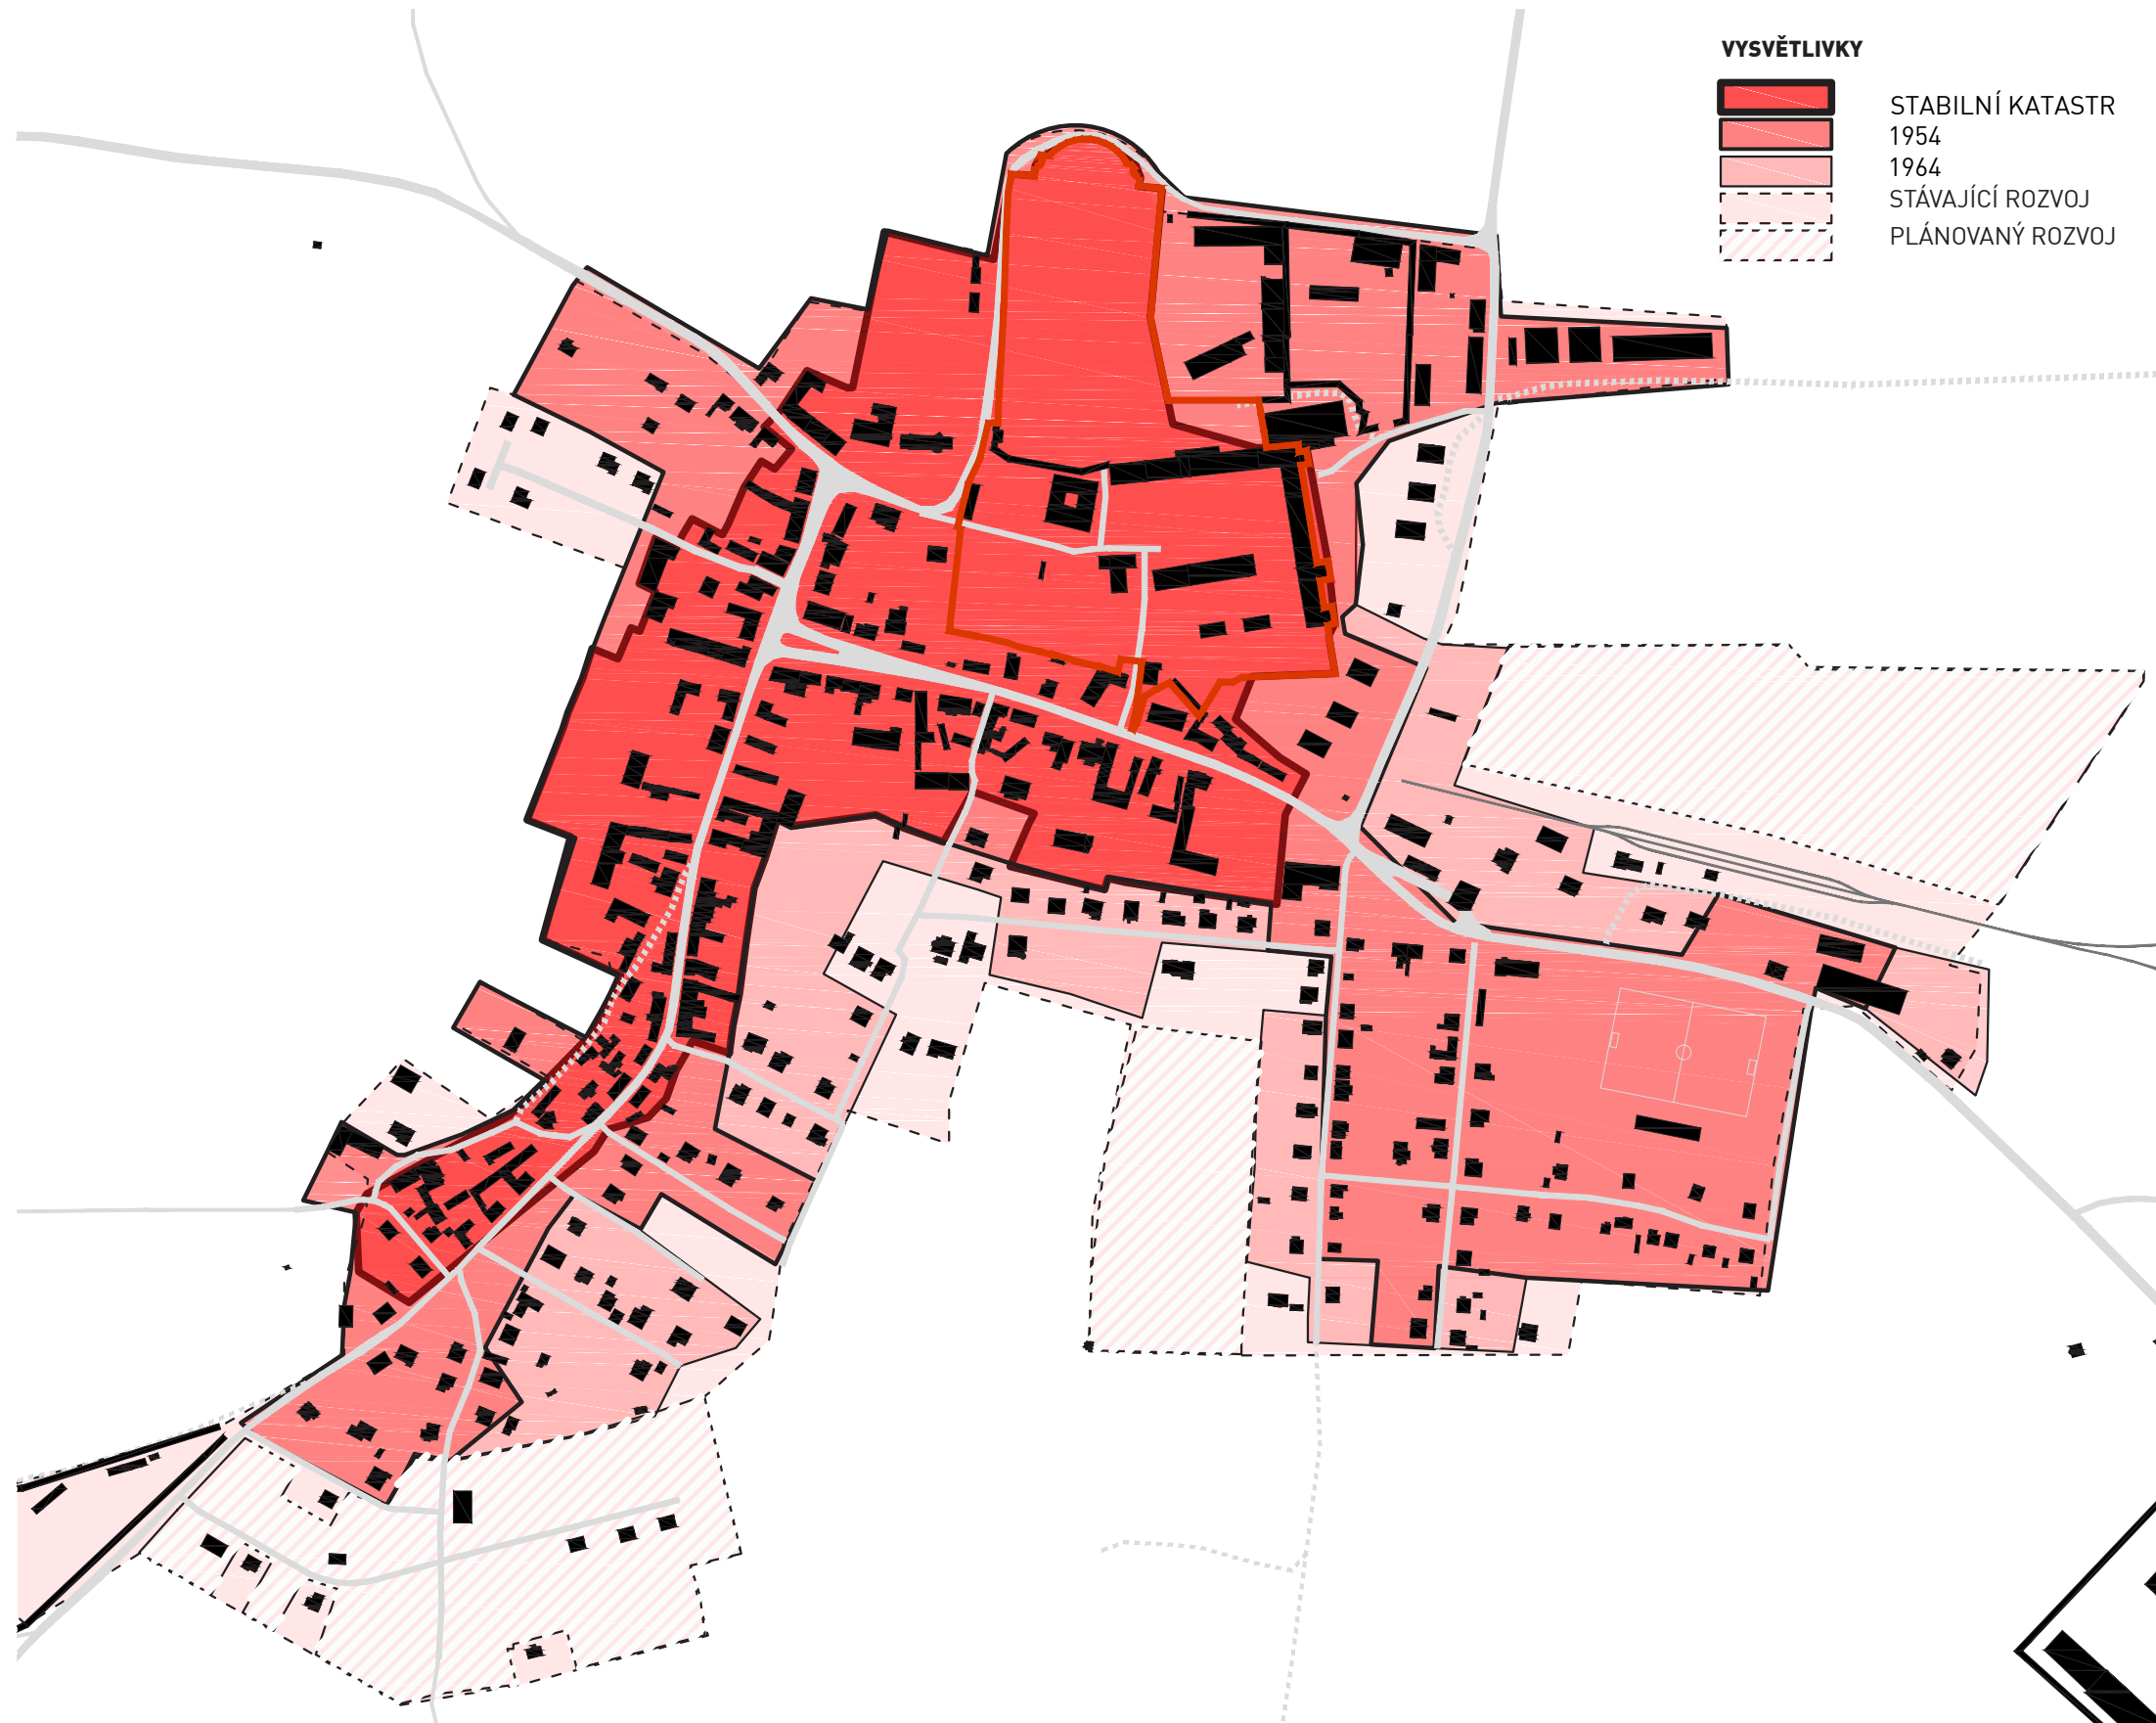 VYSVĚTLIVKY
STABILNÍ KATASTR
1954
1964
STÁVAJÍCÍ ROZVOJ
PLÁNOVANÝ ROZVOJ